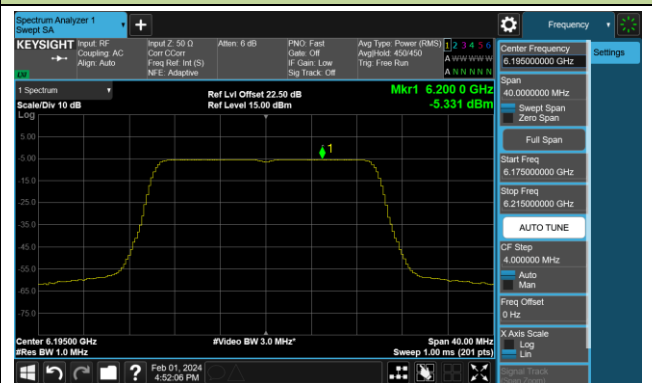 Spectrum Analyzer 1
Swept SA
+
Frequency
KEYSIGHT
Input: RF
Coupling: AC
Align: Auto
Input Z: 50 Ω
Corr CCorr
Freq Ref: Int (S)
NFE: Adaptive
Atten: 6 dB
PNO: Fast
Gate: Off
IF Gain: Low
Sig Track: Off
Avg Type: Power (RMS)
Avg|Hold: 450/450
Trig: Free Run
1 2 3 4 5 6
A W W W W W
A N N N N N
LXI
1 Spectrum
Scale/Div 10 dB
Log
Ref Lvl Offset 22.50 dB
Ref Level 15.00 dBm
Mkr1 6.200 0 GHz
-5.331 dBm
5.00
-5.00
-15.0
-25.0
-35.0
-45.0
-55.0
-65.0
-75.0
1
Center 6.19500 GHz
#Res BW 1.0 MHz
#Video BW 3.0 MHz*
Span 40.00 MHz
Sweep 1.00 ms (201 pts)
Feb 01, 2024
4:52:06 PM
?
Center Frequency
6.195000000 GHz
Settings
Span
40.0000000 MHz
Swept Span
Zero Span
Full Span
Start Freq
6.175000000 GHz
Stop Freq
6.215000000 GHz
AUTO TUNE
CF Step
4.000000 MHz
Auto
Man
Freq Offset
0 Hz
X Axis Scale
Log
Lin
Signal Track
(Span Zoom)